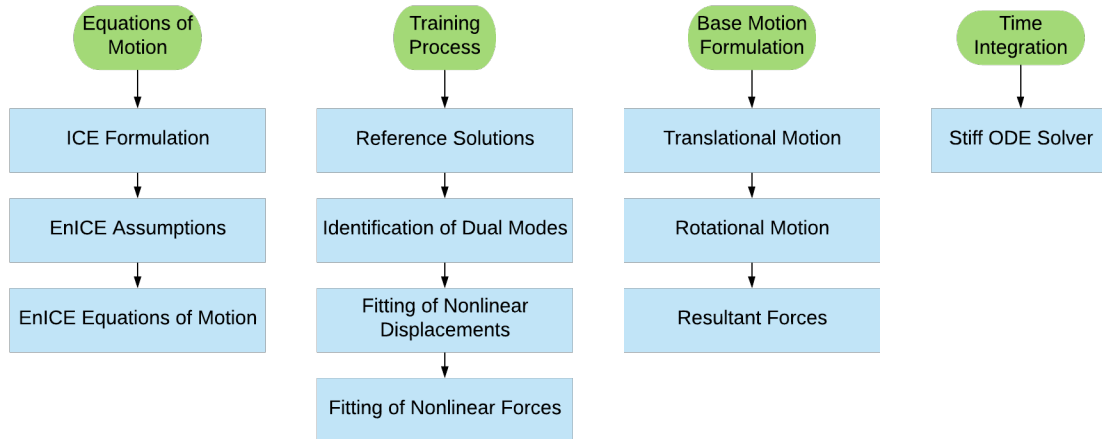 Equations of
Motion
ICE Formulation
EnICE Assumptions
EnICE Equations of Motion
Training
Process
Reference Solutions
Identification of Dual Modes
Fitting of Nonlinear
Displacements
Fitting of Nonlinear Forces
Base Motion
Formulation
Translational Motion
Rotational Motion
Resultant Forces
Time
Integration
Stiff ODE Solver